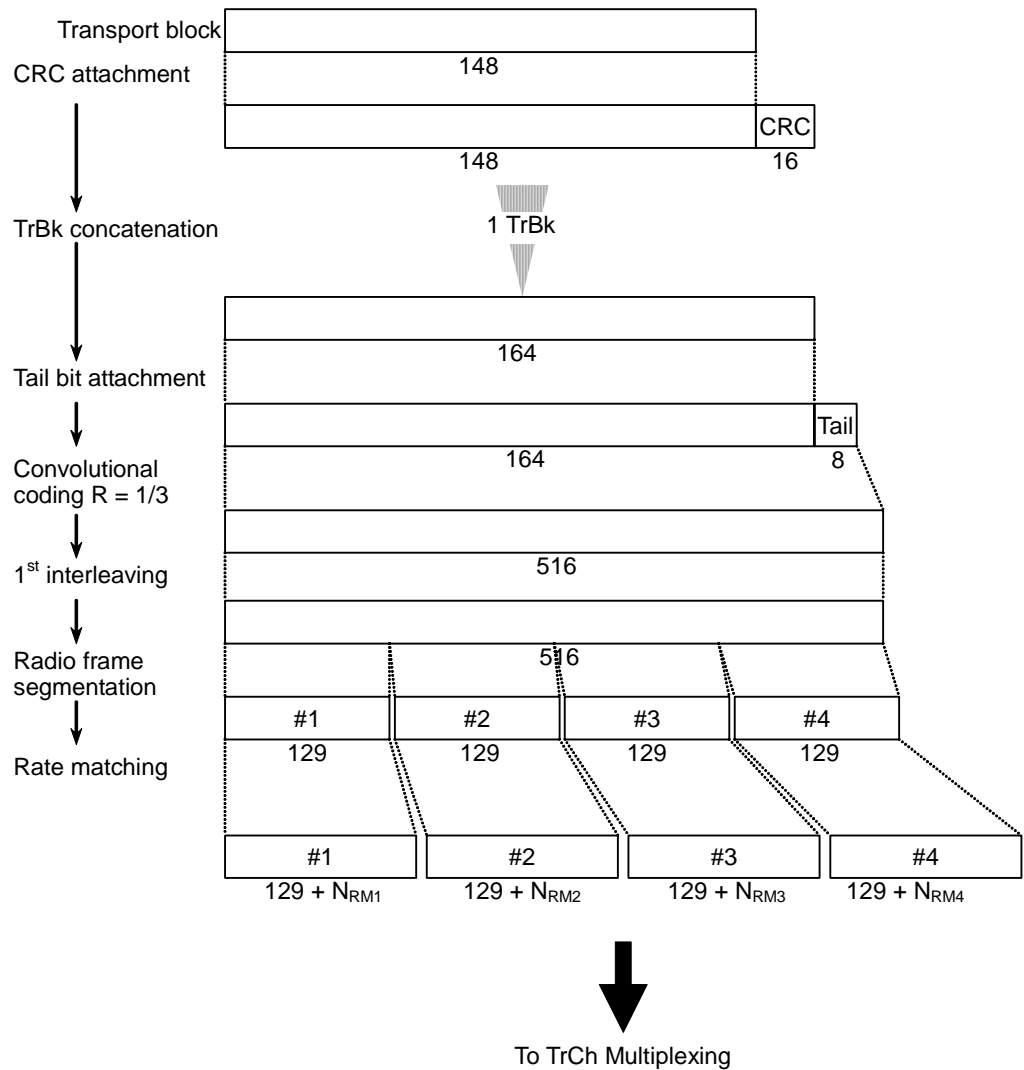 Transport block
148
CRC attachment
CRC
148
16
1 TrBk
TrBk concatenation
164
Tail bit attachment
Tail
164
8
Convolutional
coding R = 1/3
516
1st interleaving
516
Radio frame
segmentation
#1 #2 #3 #4
129 129 129 129
Rate matching
#1 #2 #3 #4
129 + NRM1 129 + NRM2 129 + NRM3 129 + NRM4
To TrCh Multiplexing